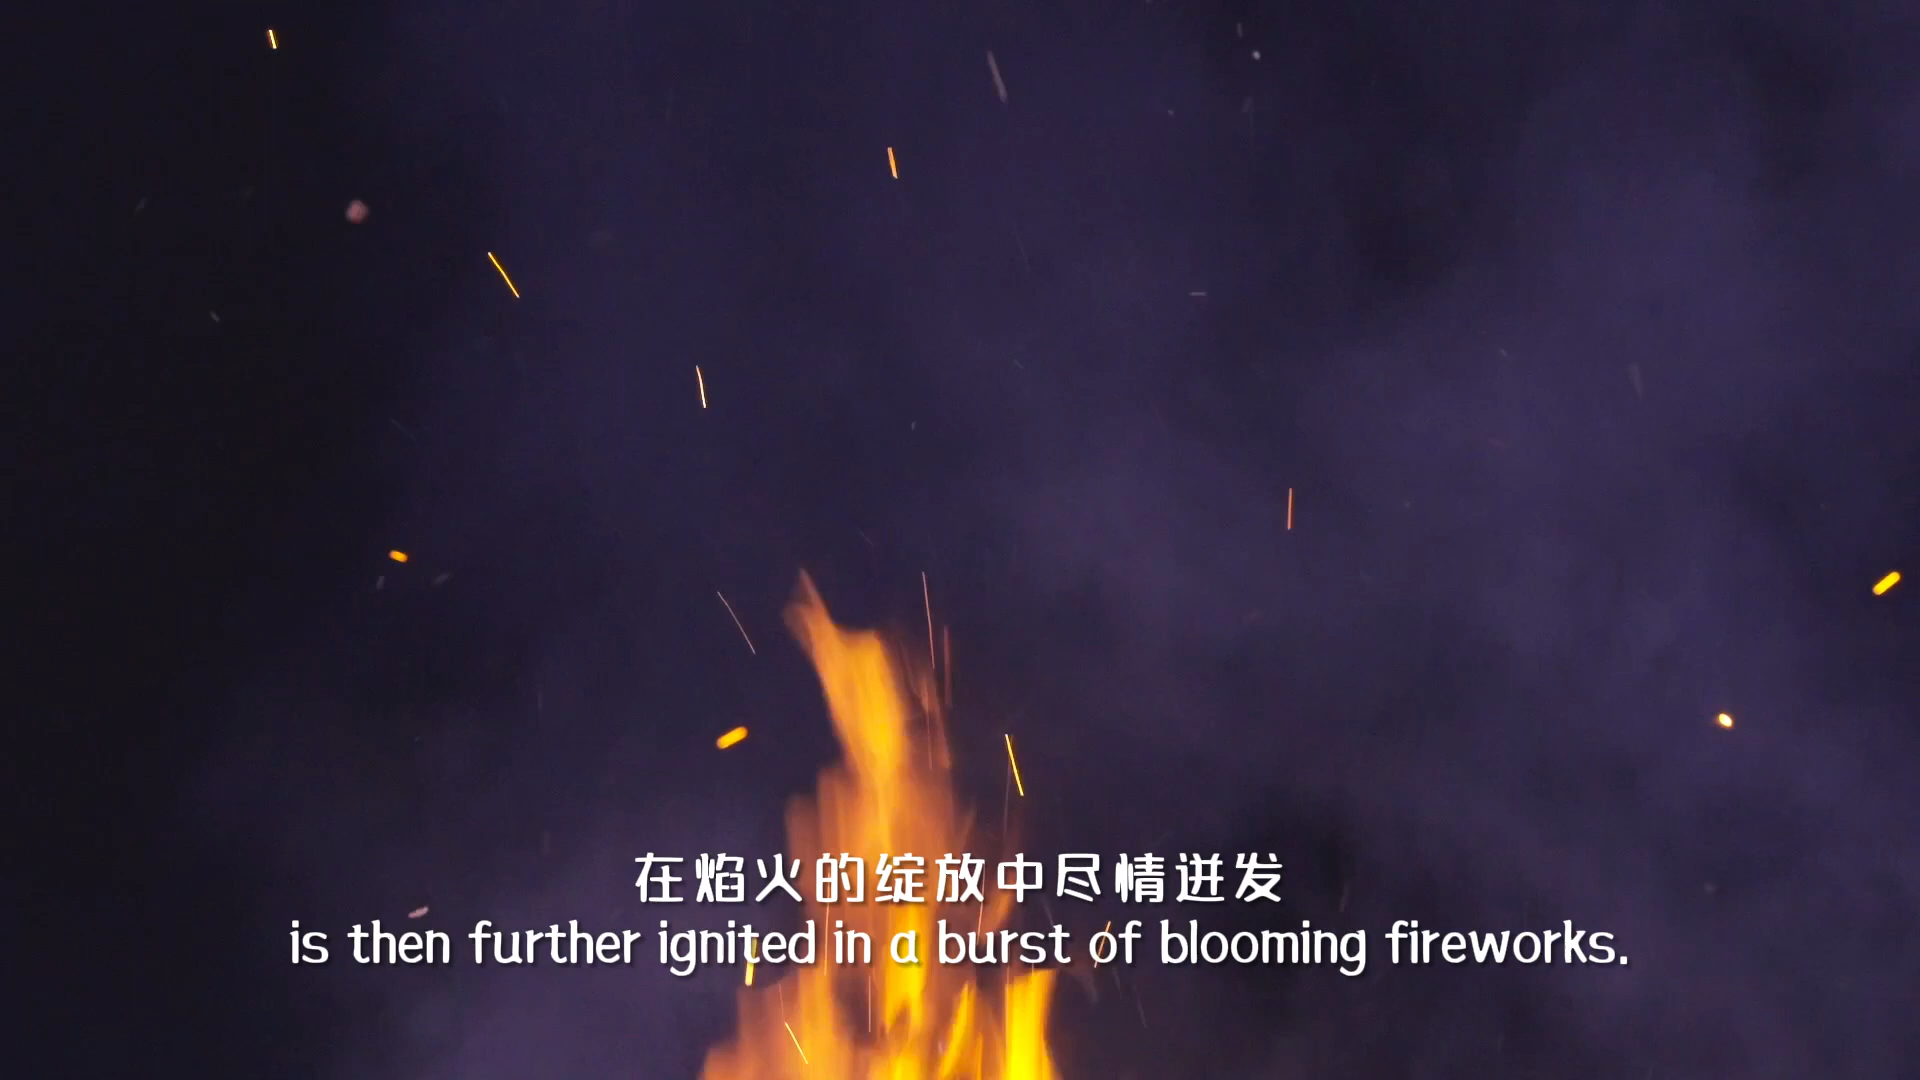 在焰火的绽放中尽情迸发
is then further ignited in a burst of blooming fireworks.